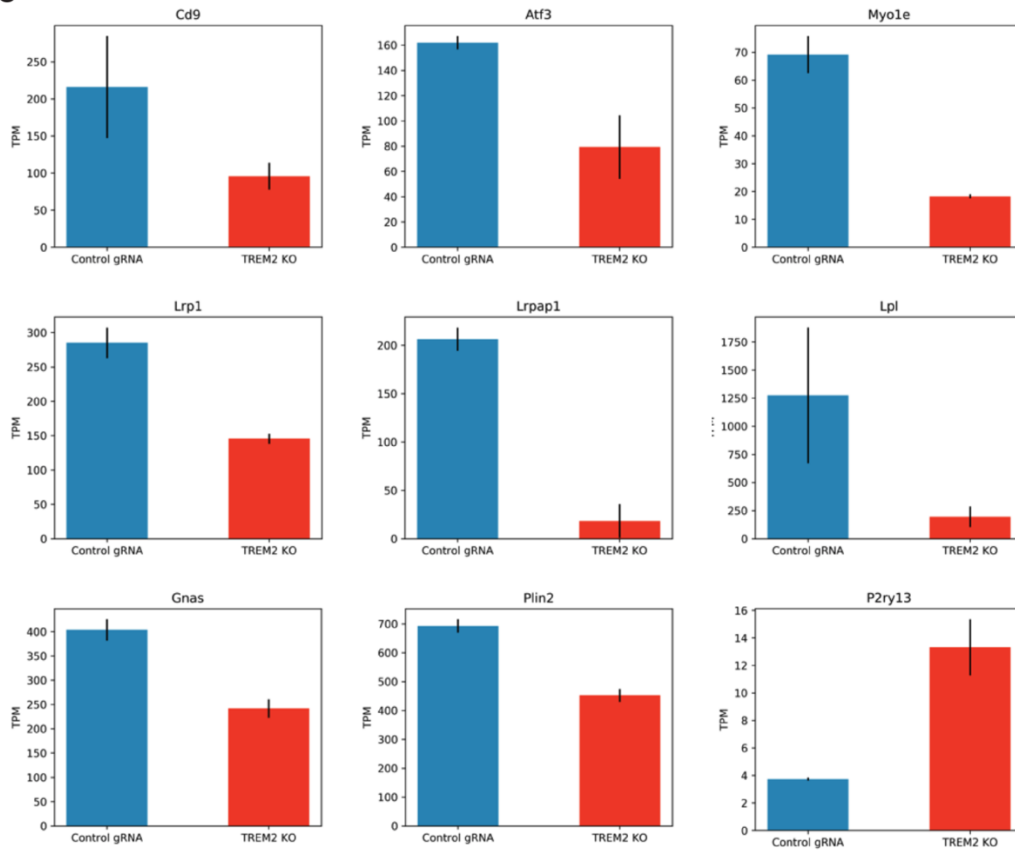 Cd9
Atf3
Myo1e
TPM
250
200
150
100
50
0
Control gRNA TREM2 KO
TPM
160
140
120
100
80
60
40
20
0
Control gRNA TREM2 KO
TPM
70
60
50
40
30
20
10
0
Control gRNA TREM2 KO
Lrp1
Lrpap1
Lpl
TPM
300
250
200
150
100
50
0
Control gRNA TREM2 KO
TPM
200
150
100
50
0
Control gRNA TREM2 KO
1750
1500
1250
1000
750
500
250
0
Control gRNA TREM2 KO
Gnas
Plin2
P2ry13
TPM
400
350
300
250
200
150
100
50
0
Control gRNA TREM2 KO
TPM
700
600
500
400
300
200
100
0
Control gRNA TREM2 KO
TPM
16
14
12
10
8
6
4
2
0
Control gRNA TREM2 KO